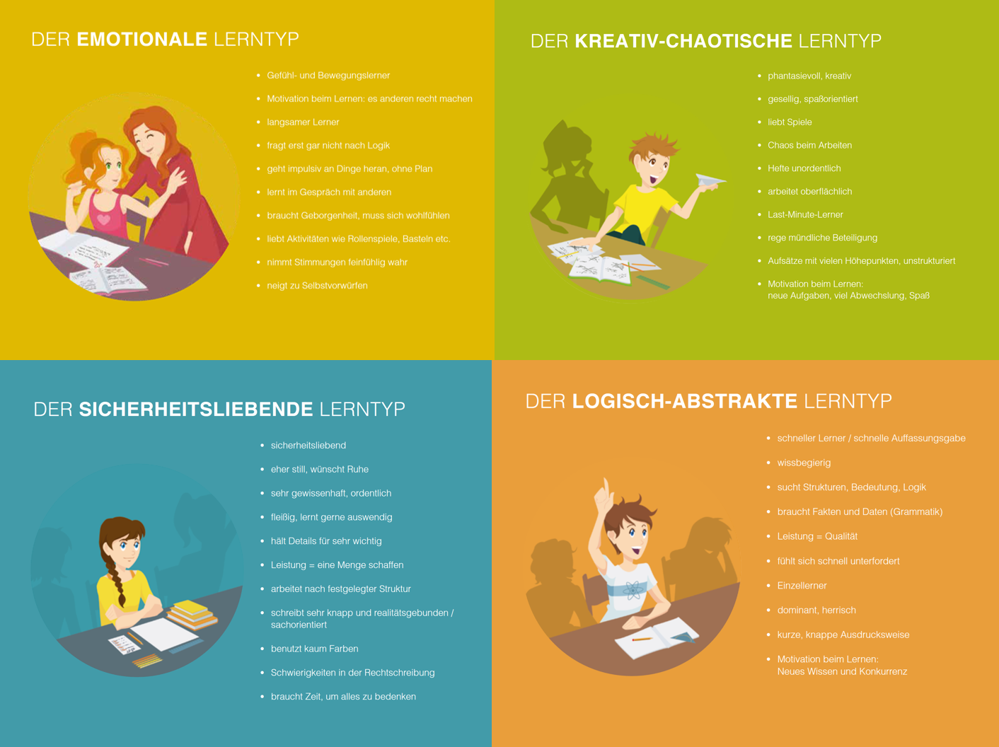 DER EMOTIONALE LERNTYP
• Gefühl- und Bewegungslerner
• Motivation beim Lernen: es anderen recht machen
• langsamer Lerner
• fragt erst gar nicht nach Logik
• geht impulsiv an Dinge heran, ohne Plan
• lernt im Gespräch mit anderen
• braucht Geborgenheit, muss sich wohlfühlen
• liebt Aktivitäten wie Rollenspiele, Basteln etc.
• nimmt Stimmungen feinfühlig wahr
• neigt zu Selbstvorwürfen
DER KREATIV-CHAOTISCHE LERNTYP
• phantasievoll, kreativ
• gesellig, spaßorientiert
• liebt Spiele
• Chaos beim Arbeiten
• Hefte unordentlich
• arbeitet oberflächlich
• Last-Minute-Lerner
• rege mündliche Beteiligung
• Aufsätze mit vielen Höhepunkten, unstrukturiert
• Motivation beim Lernen:
neue Aufgaben, viel Abwechslung, Spaß
DER SICHERHEITSLIEBENDE LERNTYP
• sicherheitsliebend
• eher still, wünscht Ruhe
• sehr gewissenhaft, ordentlich
• fleißig, lernt gerne auswendig
• hält Details für sehr wichtig
• Leistung = eine Menge schaffen
• arbeitet nach festgelegter Struktur
• schreibt sehr knapp und realitätsgebunden /
sachorientiert
• benutzt kaum Farben
• Schwierigkeiten in der Rechtschreibung
• braucht Zeit, um alles zu bedenken
DER LOGISCH-ABSTRAKTE LERNTYP
• schneller Lerner / schnelle Auffassungsgabe
• wissbegierig
• sucht Strukturen, Bedeutung, Logik
• braucht Fakten und Daten (Grammatik)
• Leistung = Qualität
• fühlt sich schnell unterfordert
• Einzellerner
• dominant, herrisch
• kurze, knappe Ausdrucksweise
• Motivation beim Lernen:
Neues Wissen und Konkurrenz